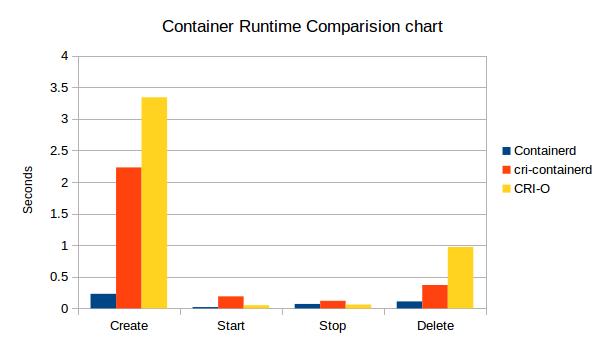 Container Runtime Comparision chart
4
3.5
3
2.5
2
1.5
1
0.5
0
Seconds
Create Start Stop Delete
Containerd
cri-containerd
CRI-O